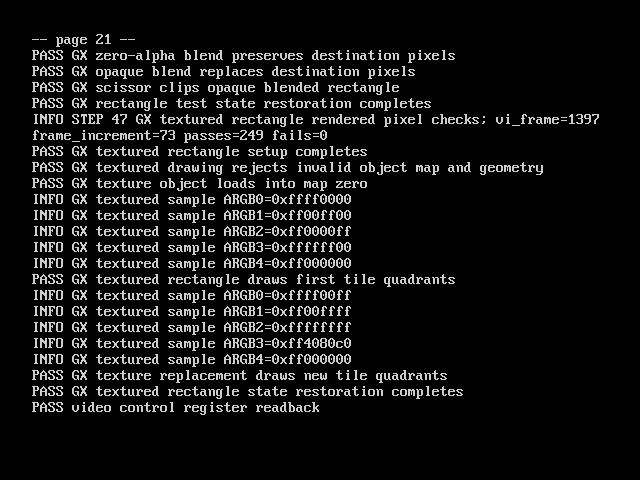 -- page 21 --
PASS GX zero-alpha blend preserves destination pixels
PASS GX opaque blend replaces destination pixels
PASS GX scissor clips opaque blended rectangle
PASS GX rectangle test state restoration completes
INFO STEP 47 GX textured rectangle rendered pixel checks; vi_frame=1397
frame_increment=73 passes=249 fails=0
PASS GX textured rectangle setup completes
PASS GX textured drawing rejects invalid object map and geometry
PASS GX texture object loads into map zero
INFO GX textured sample ARGB0=0xffff0000
INFO GX textured sample ARGB1=0xff00ff00
INFO GX textured sample ARGB2=0xff0000ff
INFO GX textured sample ARGB3=0xffffff00
INFO GX textured sample ARGB4=0xff000000
PASS GX textured rectangle draws first tile quadrants
INFO GX textured sample ARGB0=0xffff00ff
INFO GX textured sample ARGB1=0xff00ffff
INFO GX textured sample ARGB2=0xffffffff
INFO GX textured sample ARGB3=0xff4080c0
INFO GX textured sample ARGB4=0xff000000
PASS GX texture replacement draws new tile quadrants
PASS GX textured rectangle state restoration completes
PASS video control register readback